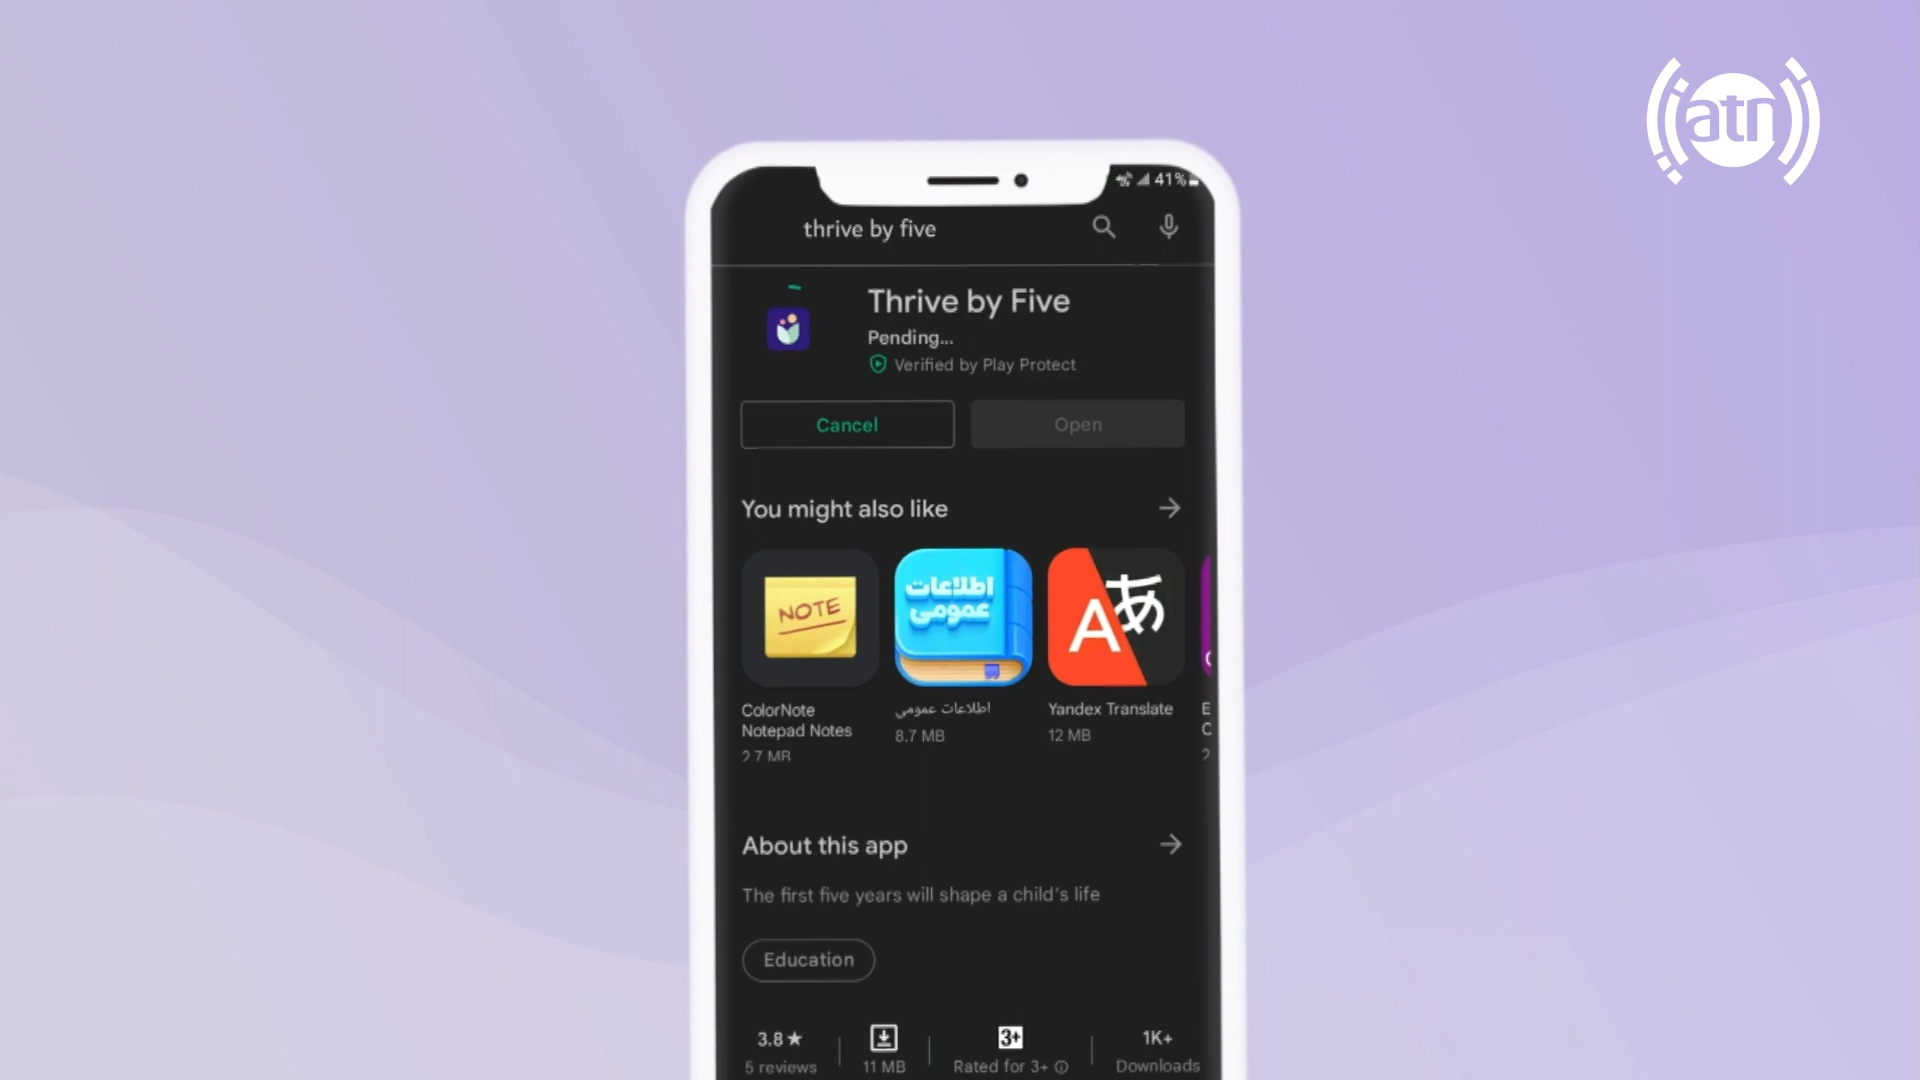 atn
41%
thrive by five
Thrive by Five
Pending...
Verified by Play Protect
Cancel
Open
You might also like
NOTE
اطلاعات
عمومی
Aあ
ColorNote
Notepad Notes
2.7 MB
اطلاعات عمومی
8.7 MB
Yandex Translate
12 MB
E
C
2
About this app
The first five years will shape a child's life
Education
3.8★
5 reviews
11 MB
3+
Rated for 3+
1K+
Downloads